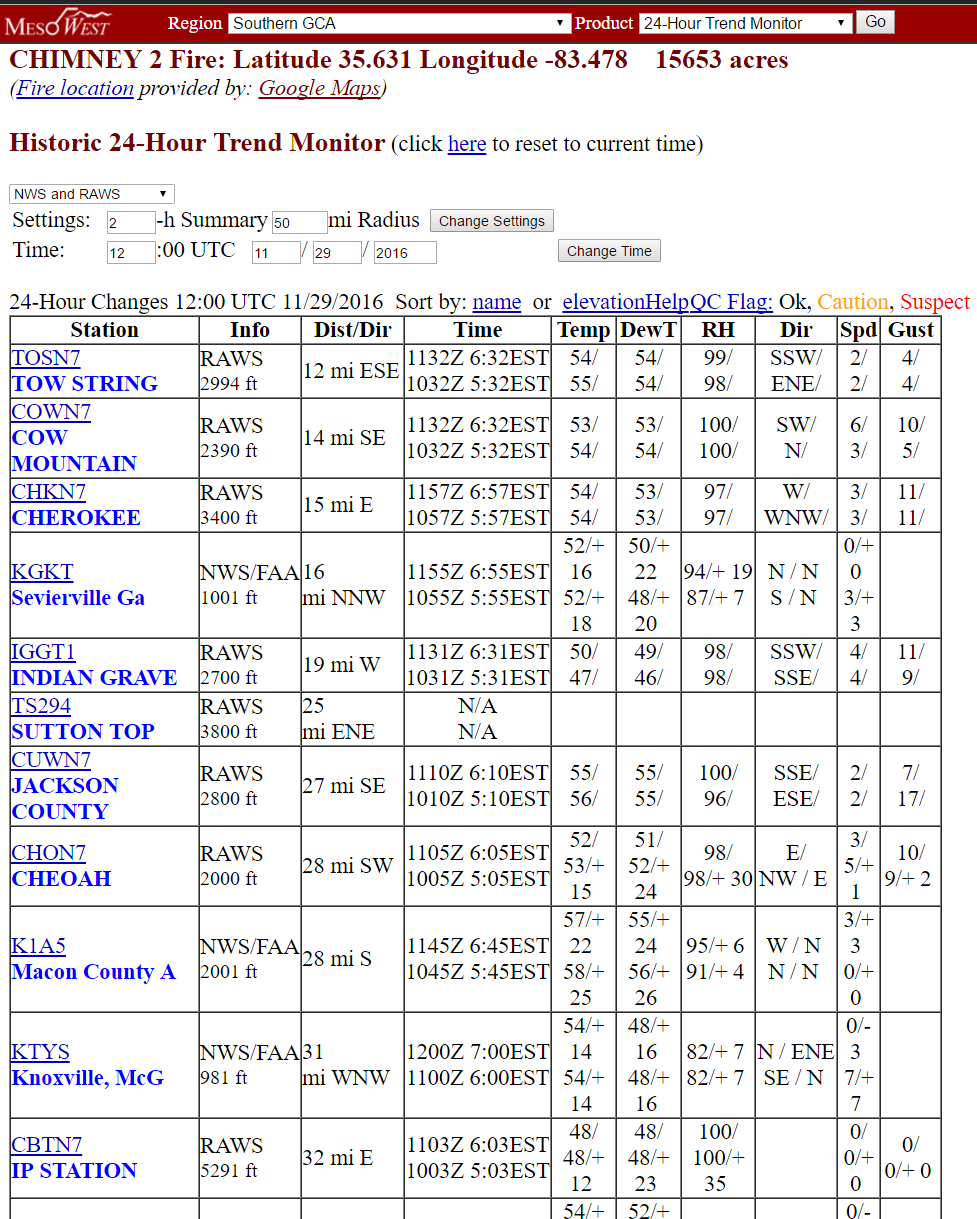 MESOWEST Region Southern GCA Product 24-Hour Trend Monitor Go
CHIMNEY 2 Fire: Latitude 35.631 Longitude -83.478 15653 acres
(Fire location provided by: Google Maps)
Historic 24-Hour Trend Monitor (click here to reset to current time)
NWS and RAWS
Settings: 2 -h Summary 50 mi Radius Change Settings
Time: 12 :00 UTC 11 / 29 / 2016 Change Time
24-Hour Changes 12:00 UTC 11/29/2016 Sort by: name or elevationHelpQC Flag: Ok, Caution, Suspect
Station Info Dist/Dir Time Temp DewT RH Dir Spd Gust
TOSN7 RAWS 12 mi ESE 1132Z 6:32EST 54/ 54/ 99/ SSW/ 2/ 4/
TOW STRING 2994 ft 1032Z 5:32EST 55/ 54/ 98/ ENE/ 2/ 4/
COWN7
COW RAWS 14 mi SE 1132Z 6:32EST 53/ 53/ 100/ SW/ 6/ 10/
MOUNTAIN 2390 ft 1032Z 5:32EST 54/ 54/ 100/ N/ 3/ 5/
CHKN7 RAWS 15 mi E 1157Z 6:57EST 54/ 53/ 97/ W/ 3/ 11/
CHEROKEE 3400 ft 1057Z 5:57EST 54/ 53/ 97/ WNW/ 3/ 11/
52/+ 50/+ 0/+
KGKT NWS/FAA 16 1155Z 6:55EST 16 22 94/+ 19 N / N 0
Sevierville Ga 1001 ft mi NNW 1055Z 5:55EST 52/+ 48/+ 87/+ 7 S / N 3/+
18 20 3
IGGT1 RAWS 19 mi W 1131Z 6:31EST 50/ 49/ 98/ SSW/ 4/ 11/
INDIAN GRAVE 2700 ft 1031Z 5:31EST 47/ 46/ 98/ SSE/ 4/ 9/
TS294 RAWS 25 N/A
SUTTON TOP 3800 ft mi ENE N/A
CUWN7
JACKSON RAWS 27 mi SE 1110Z 6:10EST 55/ 55/ 100/ SSE/ 2/ 7/
COUNTY 2800 ft 1010Z 5:10EST 56/ 55/ 96/ ESE/ 2/ 17/
52/ 51/ 3/
CHON7 RAWS 28 mi SW 1105Z 6:05EST 53/+ 52/+ 98/ E/ 5/+ 10/
CHEOAH 2000 ft 1005Z 5:05EST 15 24 98/+ 30 NW / E 1 9/+ 2
57/+ 55/+ 3/+
K1A5 NWS/FAA 28 mi S 1145Z 6:45EST 22 24 95/+ 6 W / N 3
Macon County A 2001 ft 1045Z 5:45EST 58/+ 56/+ 91/+ 4 N / N 0/+
25 26 0
54/+ 48/+ 0/-
KTYS NWS/FAA 31 1200Z 7:00EST 14 16 82/+ 7 N / ENE 3
Knoxville, McG 981 ft mi WNW 1100Z 6:00EST 54/+ 48/+ 82/+ 7 SE / N 7/+
14 16 7
48/ 48/ 100/ 0/
CBTN7 RAWS 32 mi E 1103Z 6:03EST 48/+ 48/+ 100/+ 0/+ 0/
IP STATION 5291 ft 1003Z 5:03EST 12 23 35 0 0/+ 0
54/+ 52/+ 0/-